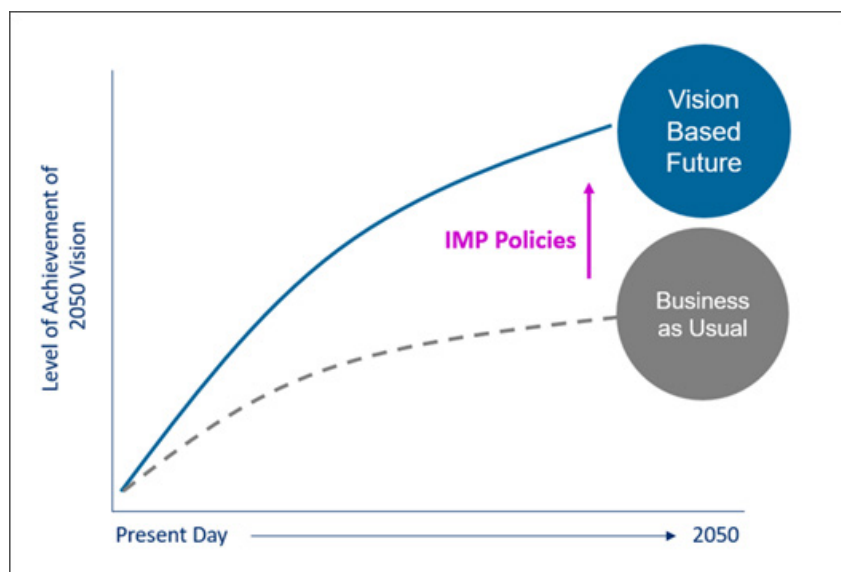 Vision
Based
Future
Level of Achievement of
2050 Vision
IMP Policies
Business
as Usual
Present Day
2050